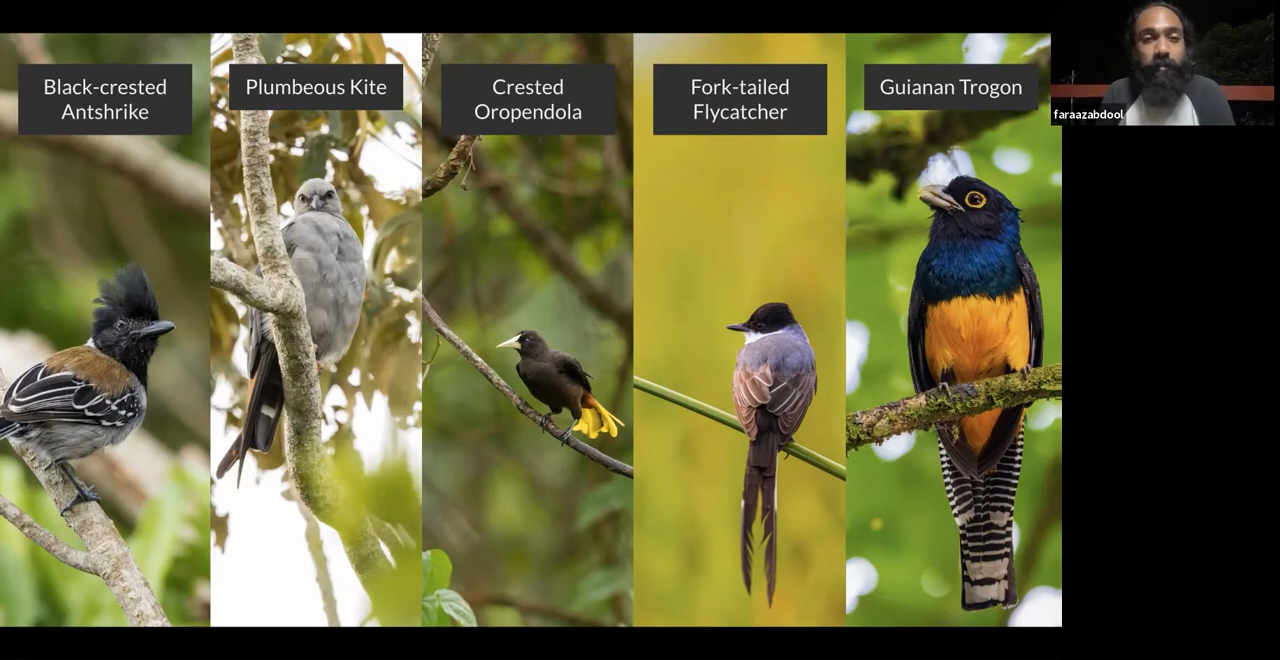 Black-crested
Antshrike
Plumbeous Kite
Crested
Oropendola
Fork-tailed
Flycatcher
Guianan Trogon
faraazabdool